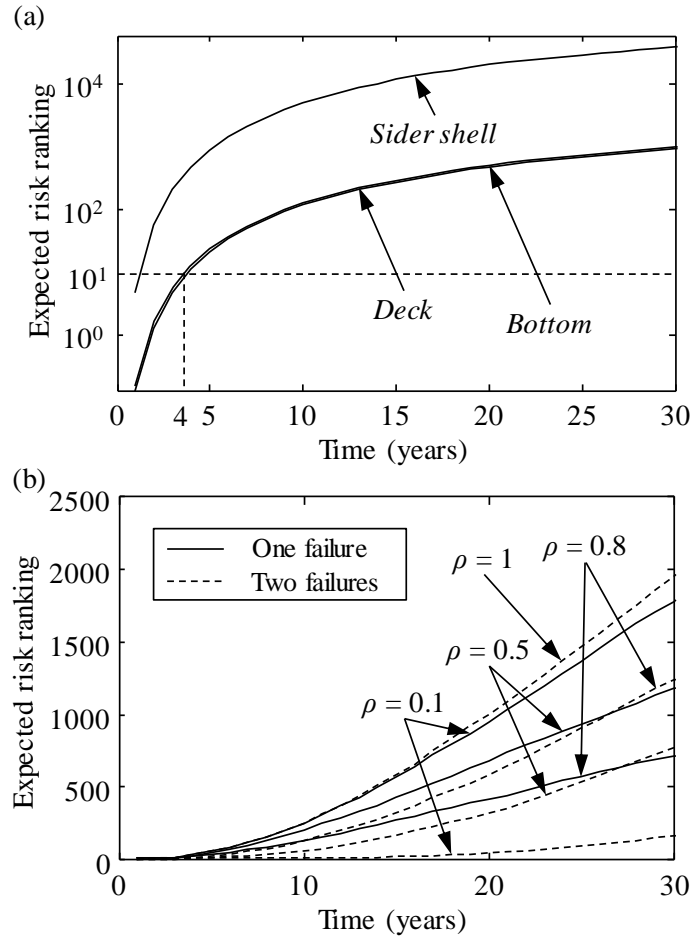 (a)
Expected risk ranking
10^4
10^2
10^1
10^0
Sider shell
Deck
Bottom
0 4 5 10 15 20 25 30
Time (years)
(b)
Expected risk ranking
2500
2000
1500
1000
500
0
One failure
Two failures
ρ = 1
ρ = 0.8
ρ = 0.5
ρ = 0.1
10 20 30
Time (years)